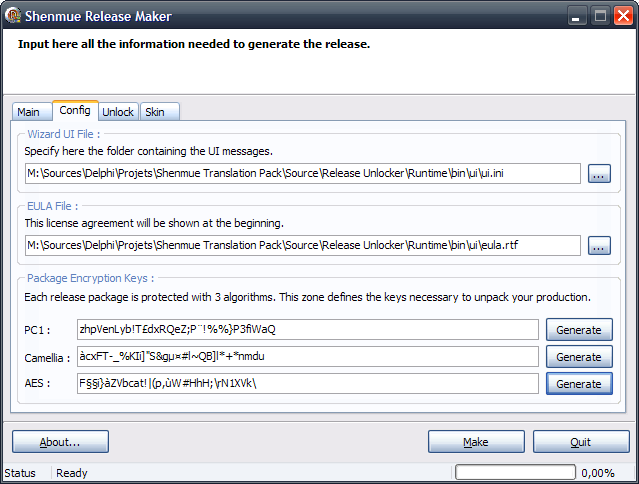 Shenmue Release Maker
Input here all the information needed to generate the release.
Main Config Unlock Skin
Wizard UI File :
Specify here the folder containing the UI messages.
M:\Sources\Delphi\Projets\Shenmue Translation Pack\Source\Release Unlocker\Runtime\bin\ui\ui.ini ...
EULA File :
This license agreement will be shown at the beginning.
M:\Sources\Delphi\Projets\Shenmue Translation Pack\Source\Release Unlocker\Runtime\bin\ui\eula.rtf ...
Package Encryption Keys :
Each release package is protected with 3 algorithms. This zone defines the keys necessary to unpack your production.
PC1 : zhpVenLyb!T£dxRQeZ;P¨!%%}P3fiWaQ Generate
Camellia : àcxFT-_%KIi]"S&gµ¤#l~QB]l*+*nmdu Generate
AES : F§§i}àZVbcat!|(p,ùW#HhH;\rN1XVk\ Generate
About... Make Quit
Status Ready 0,00%